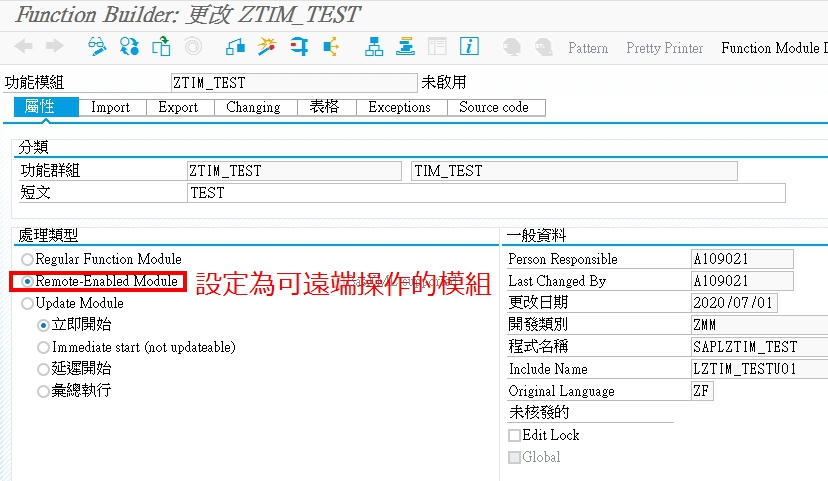 Function Builder: 更改 ZTIM_TEST
Pattern Pretty Printer Function Module D
功能模組 ZTIM_TEST 未啟用
屬性 Import Export Changing 表格 Exceptions Source code
分類
功能群組 ZTIM_TEST TIM_TEST
短文 TEST
處理類型 一般資料
Regular Function Module Person Responsible A109021
Remote-Enabled Module 設定為可遠端操作的模組 Last Changed By A109021
Update Module 更改日期 2020/07/01
立即開始 開發類別 ZMM
Immediate start (not updateable) 程式名稱 SAPLZTIM_TEST
延遲開始 Include Name LZTIM_TESTU01
彙總執行 Original Language ZF
未核發的
Edit Lock
Global